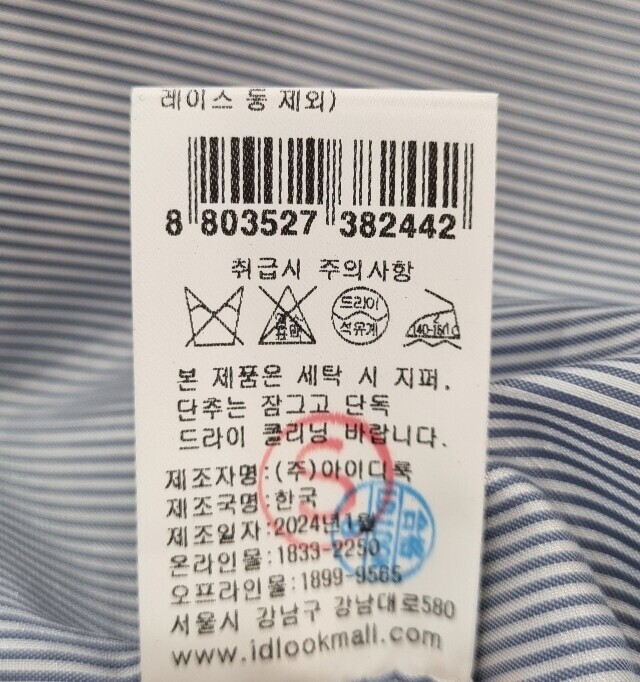 레이스 등 제외)
8 803527 382442
취급시 주의사항
드라이
석유계
본 제품은 세탁 시 지퍼,
단추는 잠그고 단독
드라이 클리닝 바랍니다.
제조자명:(주)아이디룩
제조국명:한국
제조일자:2024년1월
온라인몰:1833-2250
오프라인몰:1899-9565
서울시 강남구 강남대로580
www.idlookmall.com